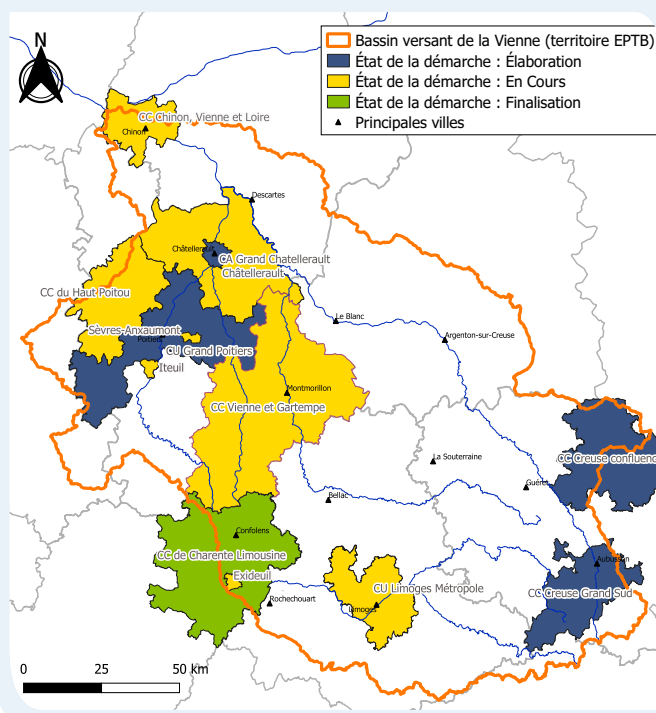 N
Bassin versant de la Vienne (territoire EPTB)
État de la démarche : Élaboration
État de la démarche : En Cours
État de la démarche : Finalisation
Principales villes
CC Chinon, Vienne et Loire
Chinon
Descartes
Châtellerault
CA Grand Chatellerault
Châtellerault
CC du Haut Poitou
Le Blanc
Sèvres-Anxaumont
Poitiers
Argenton-sur-Creuse
CU Grand Poitiers
Iteuil
Montmorillon
CC Vienne et Gartempe
La Souterraine
CC Creuse confluence
Guéret
Bellac
Confolens
CC de Charente Limousine
Aubusson
Exideuil
CU Limoges Métropole
CC Creuse Grand Sud
Rochechouart
Limoges
0 25 50 km